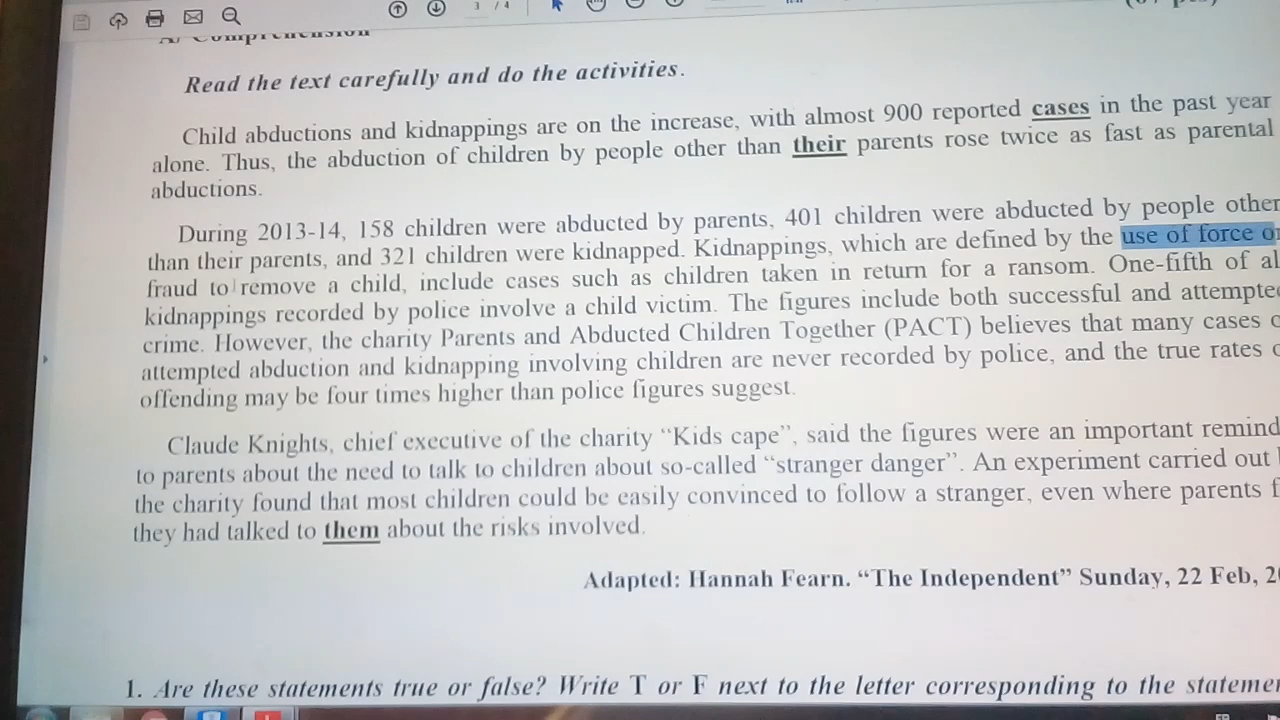 3 / 4
Read the text carefully and do the activities.
Child abductions and kidnappings are on the increase, with almost 900 reported cases in the past year
alone. Thus, the abduction of children by people other than their parents rose twice as fast as parental
abductions.
During 2013-14, 158 children were abducted by parents, 401 children were abducted by people other
than their parents, and 321 children were kidnapped. Kidnappings, which are defined by the use of force or
fraud to remove a child, include cases such as children taken in return for a ransom. One-fifth of al
kidnappings recorded by police involve a child victim. The figures include both successful and attempted
crime. However, the charity Parents and Abducted Children Together (PACT) believes that many cases
attempted abduction and kidnapping involving children are never recorded by police, and the true rates
offending may be four times higher than police figures suggest.
Claude Knights, chief executive of the charity “Kids cape”, said the figures were an important remind
to parents about the need to talk to children about so-called “stranger danger”. An experiment carried out
the charity found that most children could be easily convinced to follow a stranger, even where parents
they had talked to them about the risks involved.
Adapted: Hannah Fearn. “The Independent” Sunday, 22 Feb,
1. Are these statements true or false? Write T or F next to the letter corresponding to the stateme